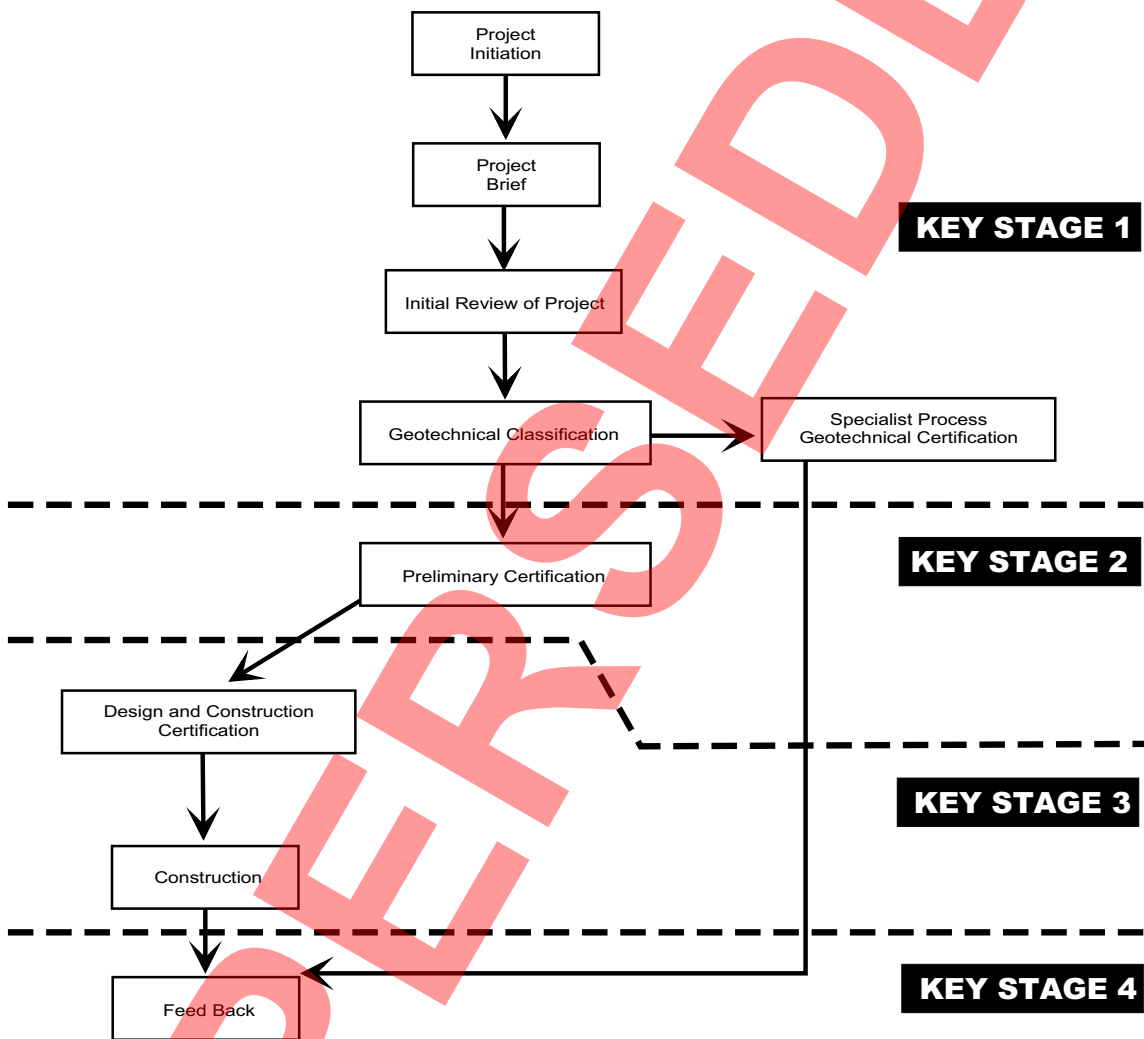 Project
Initiation
Project
Brief
KEY STAGE 1
Initial Review of Project
Geotechnical Classification
Specialist Process
Geotechnical Certification
KEY STAGE 2
Preliminary Certification
Design and Construction
Certification
KEY STAGE 3
Construction
KEY STAGE 4
Feed Back
PERSEDE